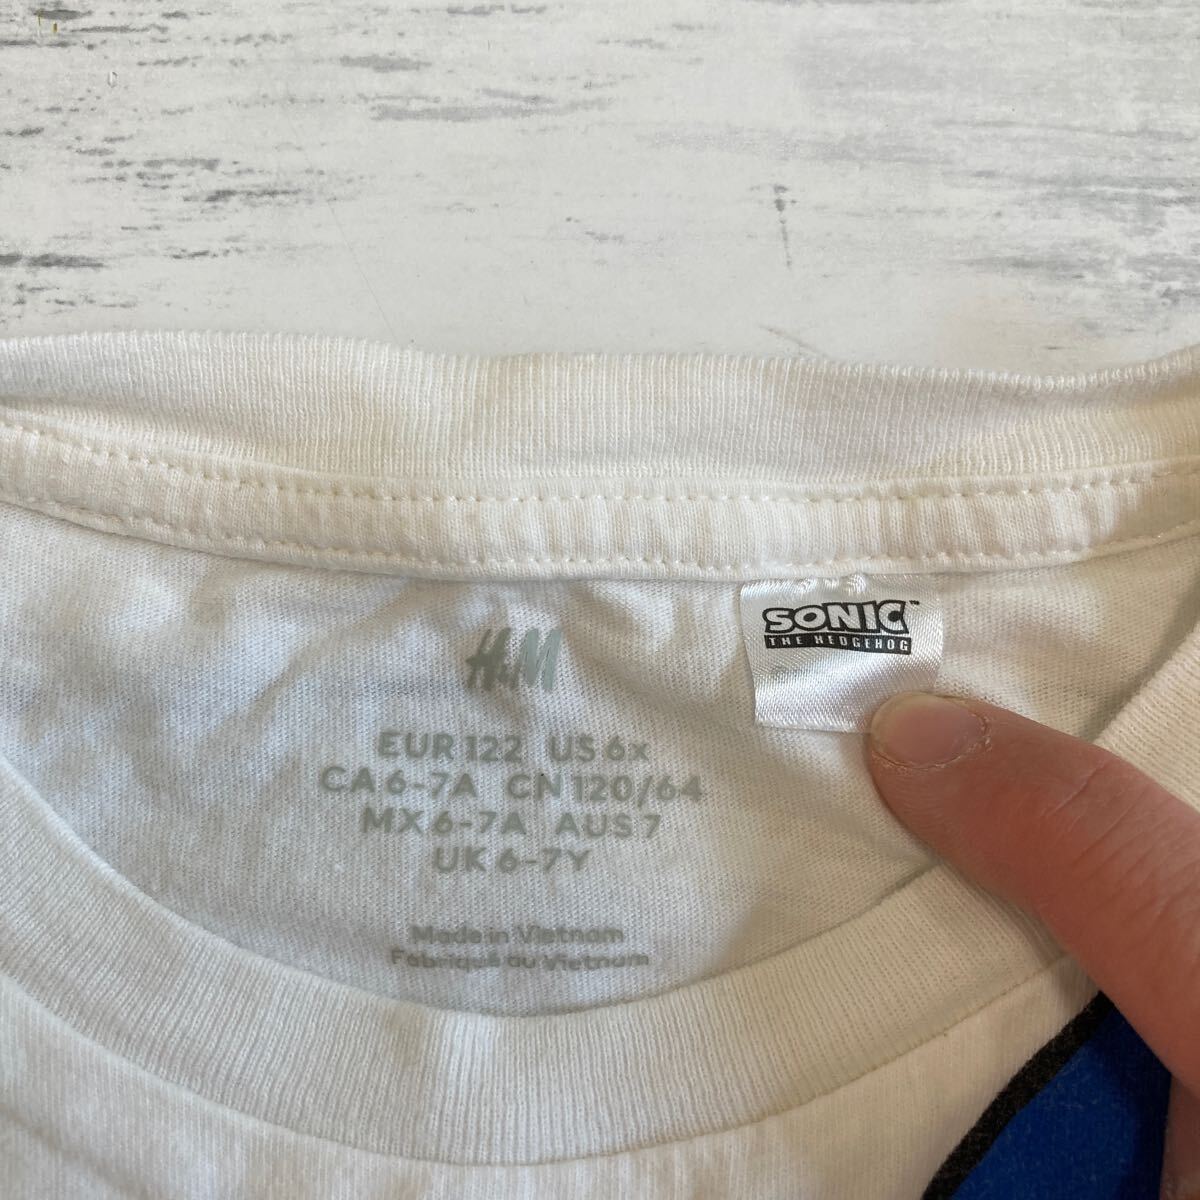 SONIC™
THE HEDGEHOG
H&M
EUR 122 US 6x
CA 6-7A CN 120/64
MX 6-7A AUS 7
UK 6-7Y
Made in Vietnam
Fabriqué au Vietnam